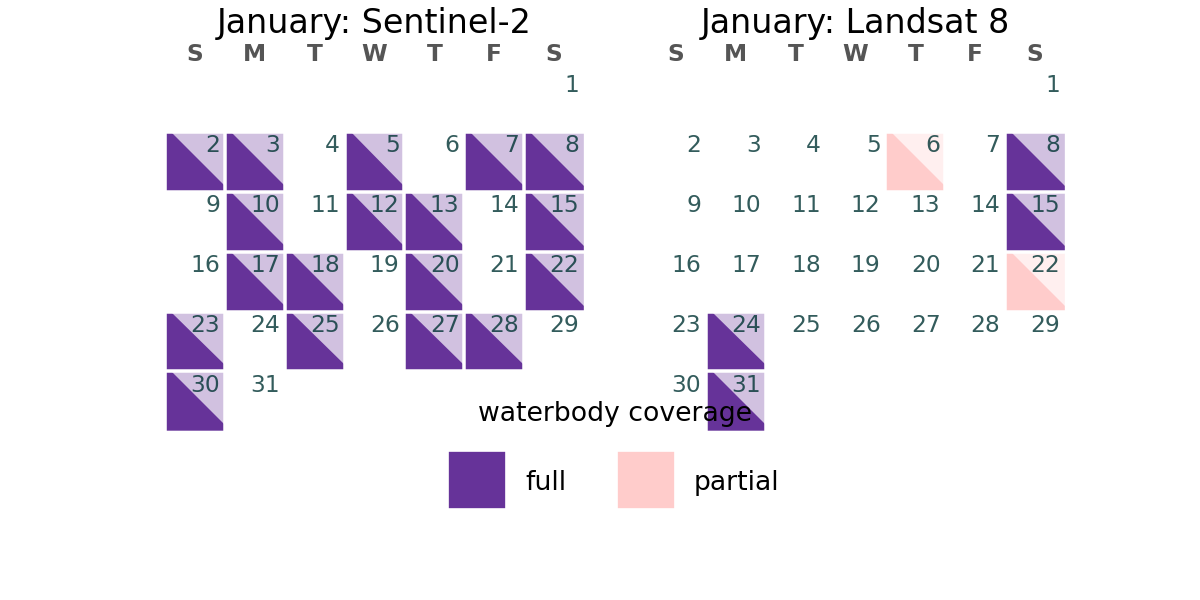 January: Sentinel-2
S M T W T F S
1
2 3 4 5 6 7 8
9 10 11 12 13 14 15
16 17 18 19 20 21 22
23 24 25 26 27 28 29
30 31
January: Landsat 8
S M T W T F S
1
2 3 4 5 6 7 8
9 10 11 12 13 14 15
16 17 18 19 20 21 22
23 24 25 26 27 28 29
30 31
waterbody coverage
full partial